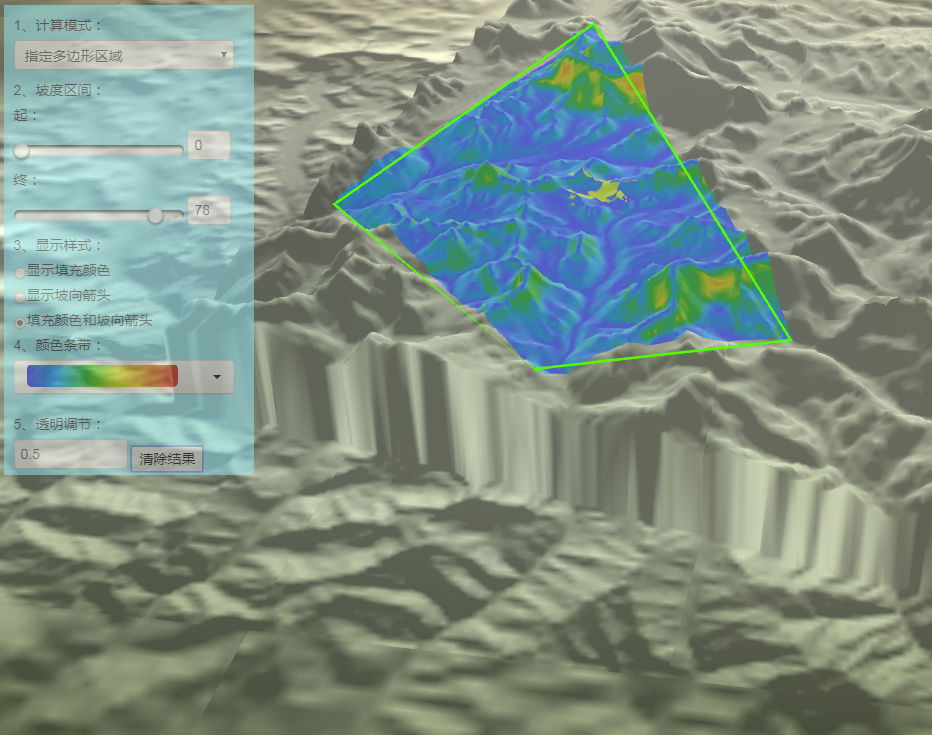 1、计算模式：
指定多边形区域
2、坡度区间：
起：
0
终：
78
3、显示样式：
显示填充颜色
显示坡向箭头
填充颜色和坡向箭头
4、颜色条带：
5、透明调节：
0.5
清除结果